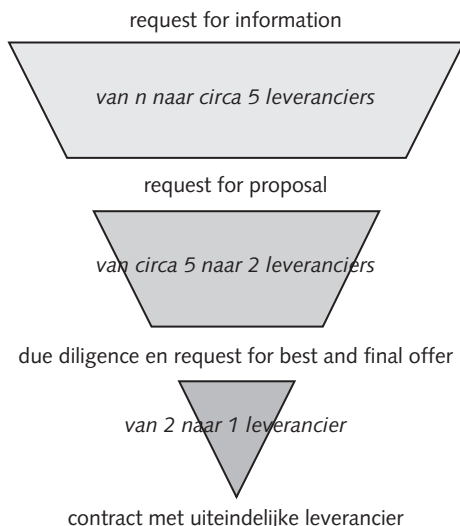 request for information
van n naar circa 5 leveranciers
request for proposal
van circa 5 naar 2 leveranciers
due diligence en request for best and final offer
van 2 naar 1 leverancier
contract met uiteindelijke leverancier